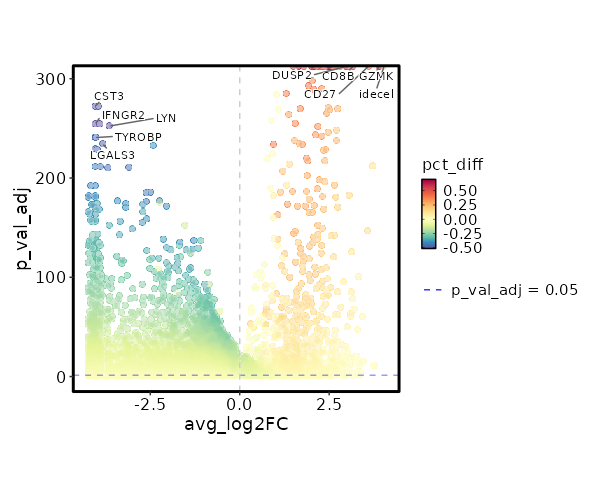 300
200
100
0
p_val_adj
-2.5
0.0
2.5
avg_log2FC
DUSP2
CD8B
GZMK
CD27
idecel
CST3
IFNGR2
LYN
TYROBP
LGALS3
pct_diff
0.50
0.25
0.00
-0.25
-0.50
p_val_adj = 0.05